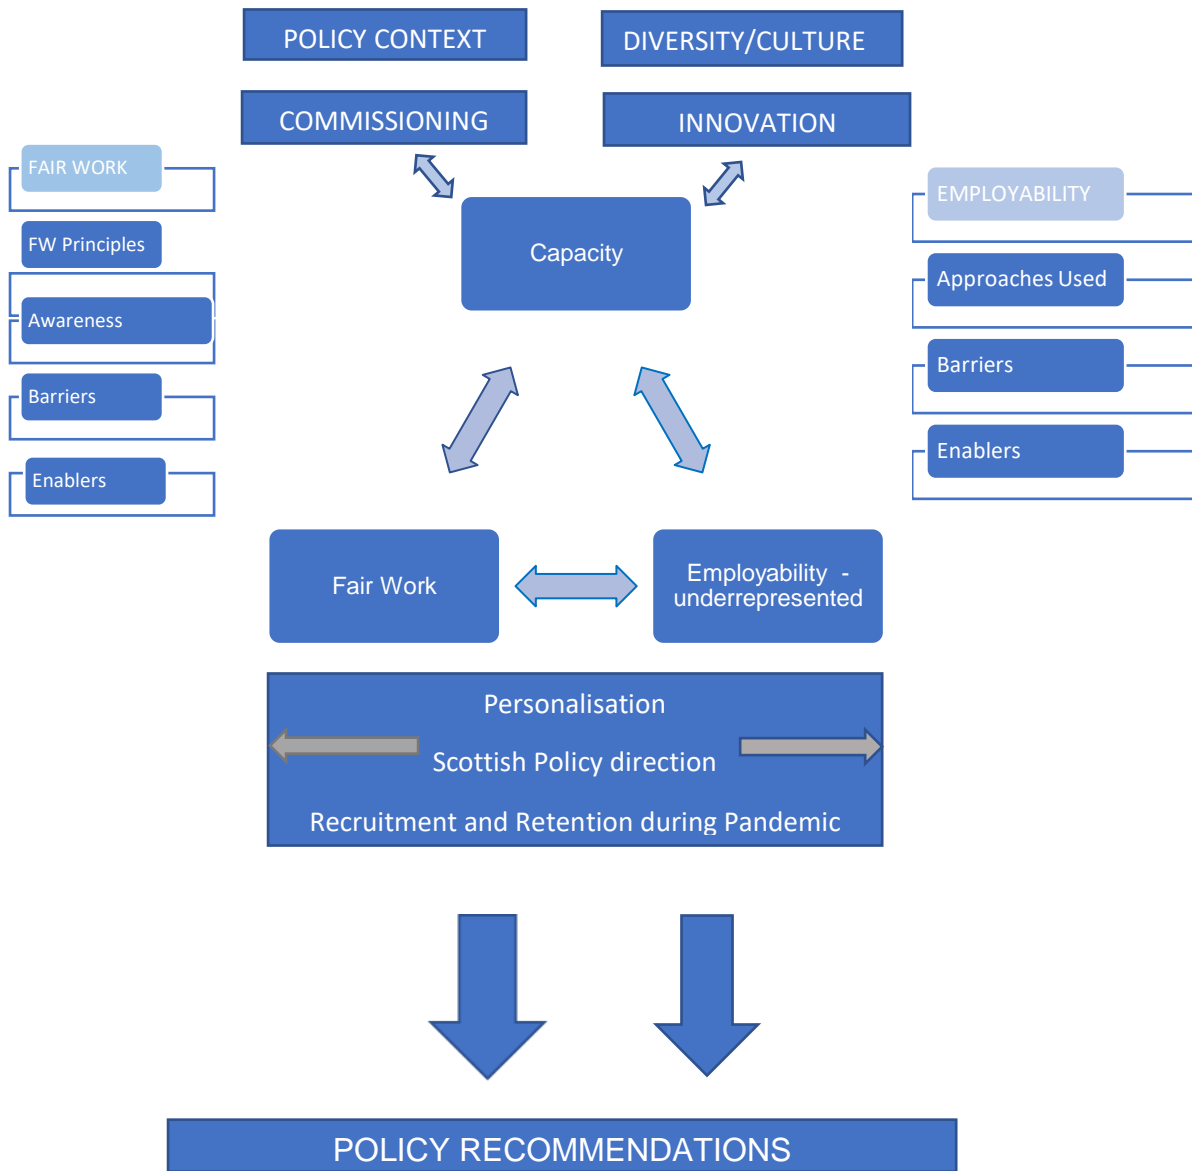 POLICY CONTEXT
DIVERSITY/CULTURE
COMMISSIONING
INNOVATION
FAIR WORK
FW Principles
Awareness
Barriers
Enablers
Capacity
EMPLOYABILITY
Approaches Used
Barriers
Enablers
Fair Work
Employability -
underrepresented
Personalisation
Scottish Policy direction
Recruitment and Retention during Pandemic
POLICY RECOMMENDATIONS